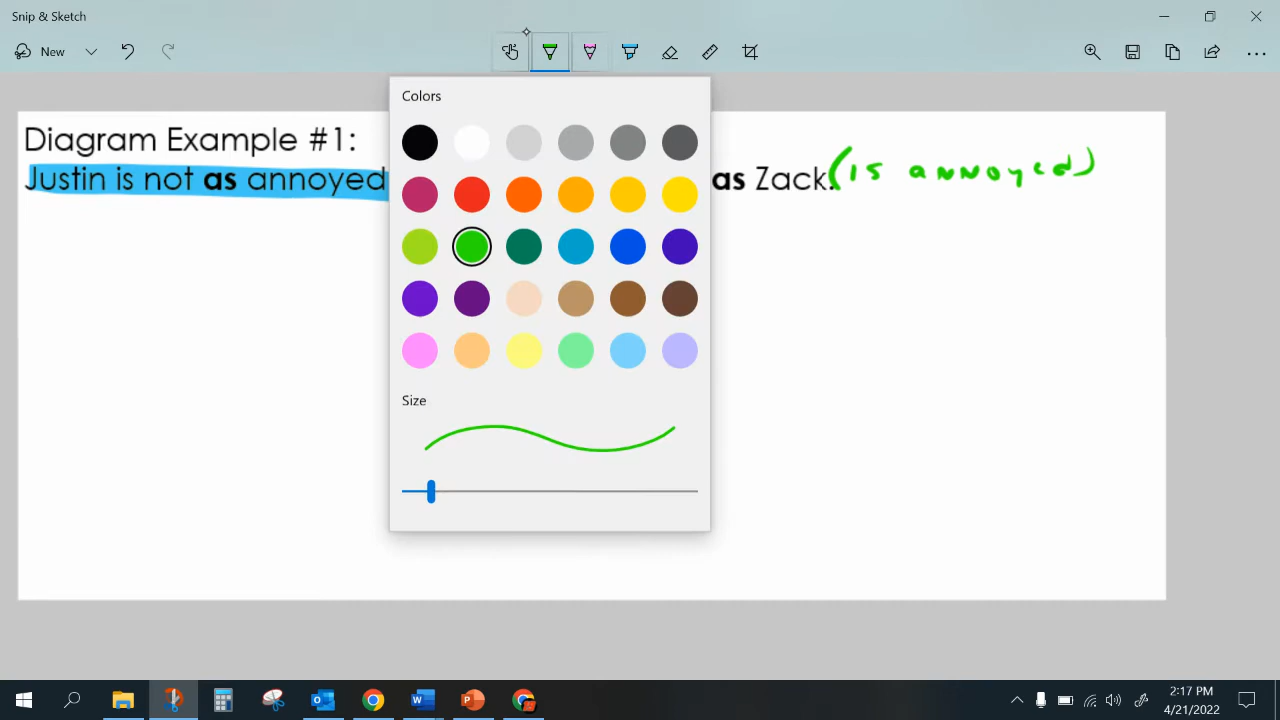 Snip & Sketch
New
Colors
Diagram Example #1:
Justin is not as annoyed as Zack. (is annoyed)
Size
2:17 PM
4/21/2022